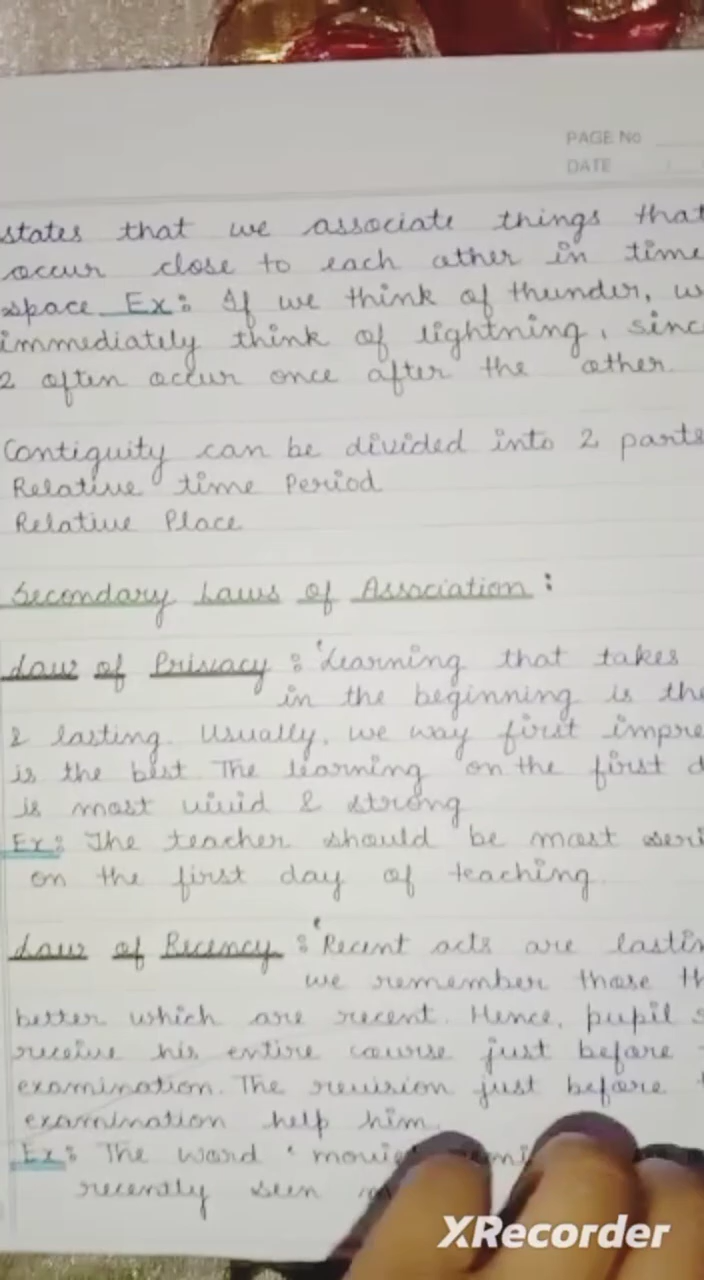 PAGE No
DATE
states that we associate things that
occur close to each other in time
space Ex: If we think of thunder, w
immediately think of lightning, sinc
2 often occur once after the other.
Contiguity can be divided into 2 parts
Relative time Period
Relative Place
Secondary Laws of Association:
Law of Privacy: 'Learning that takes
in the beginning is the
& lasting. Usually, we way first impre
is the best. The learning on the first d
is most vivid & strong
Ex: The teacher should be most seri
on the first day of teaching.
Law of Recency: 'Recent acts are lastin
we remember those th
better which are recent. Hence, pupil s
receive his entire course just before
examination. The revision just before t
examination help him.
Ex: The word 'movie
recently seen
XRecorder